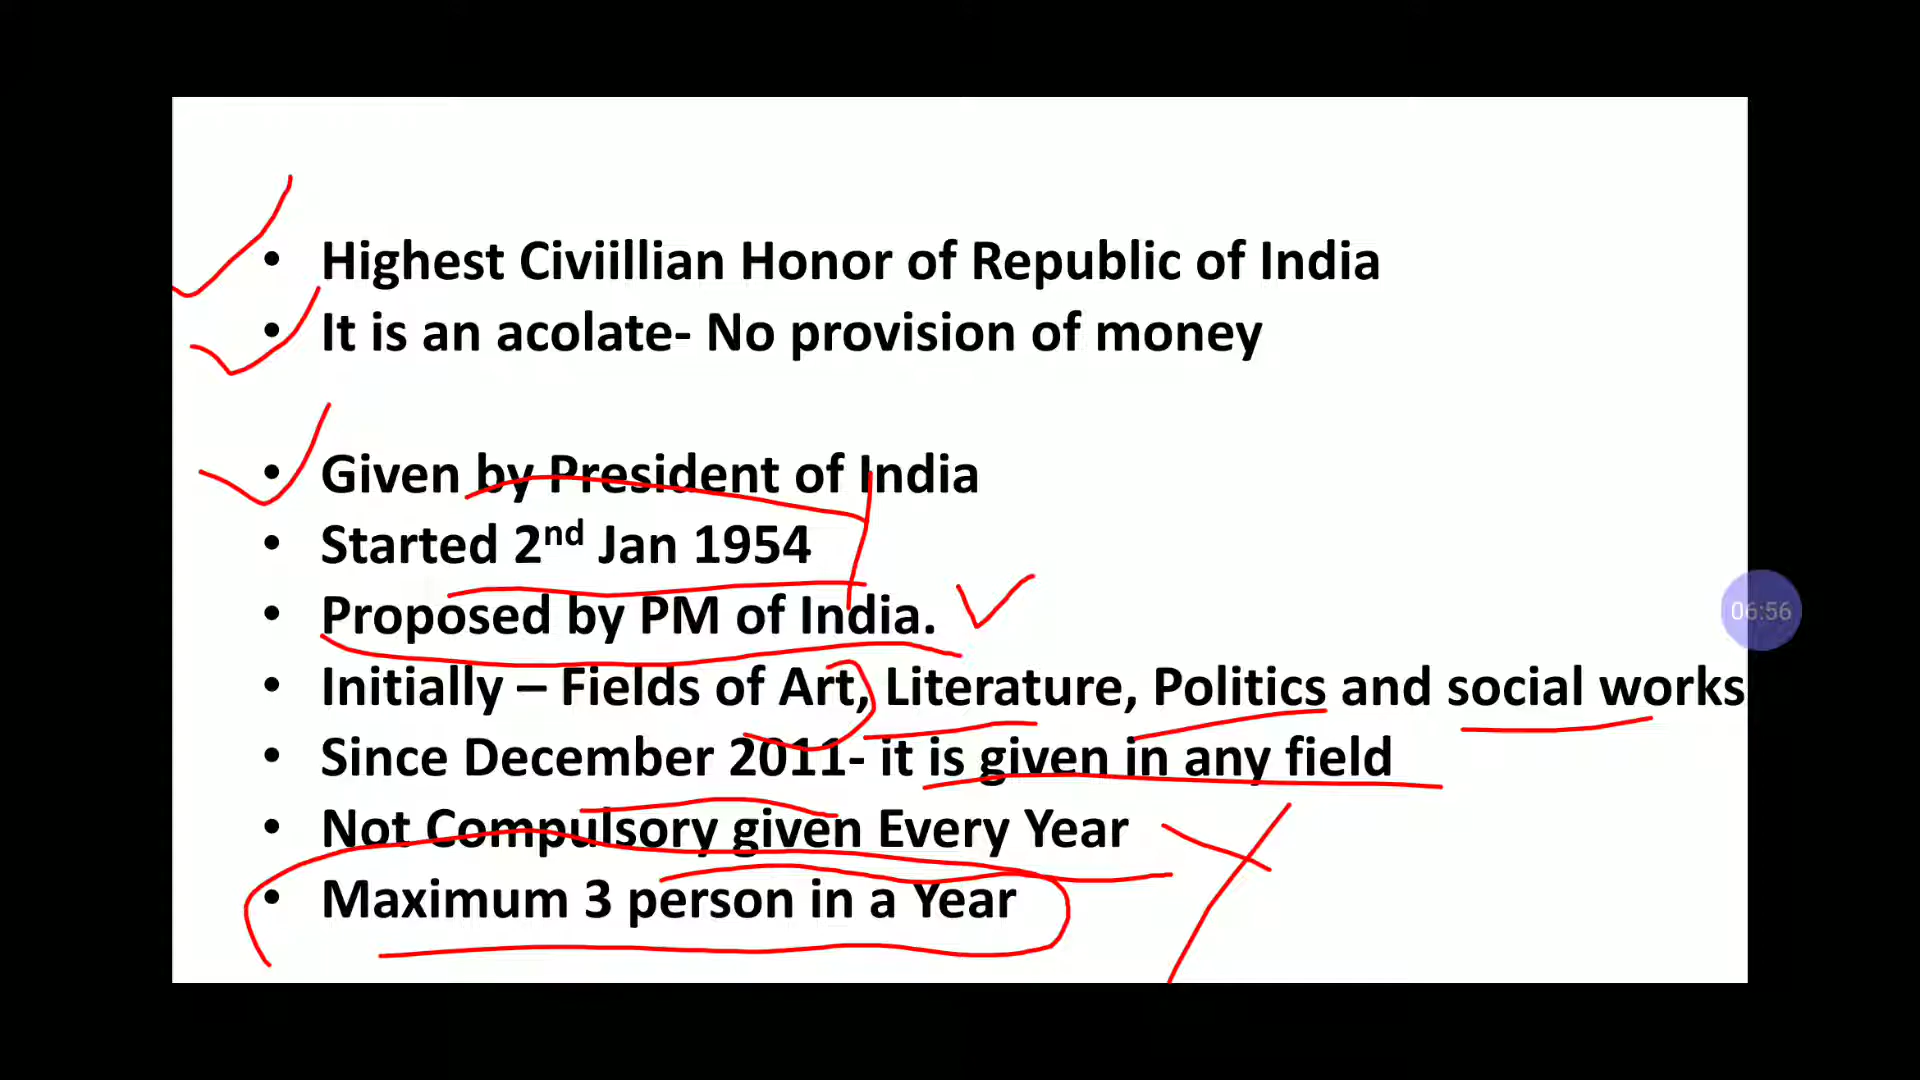 • Highest Civiillian Honor of Republic of India
• It is an acolate- No provision of money
• Given by President of India
• Started 2nd Jan 1954
• Proposed by PM of India.
• Initially – Fields of Art, Literature, Politics and social works
• Since December 2011- it is given in any field
• Not Compulsory given Every Year
• Maximum 3 person in a Year
06:56